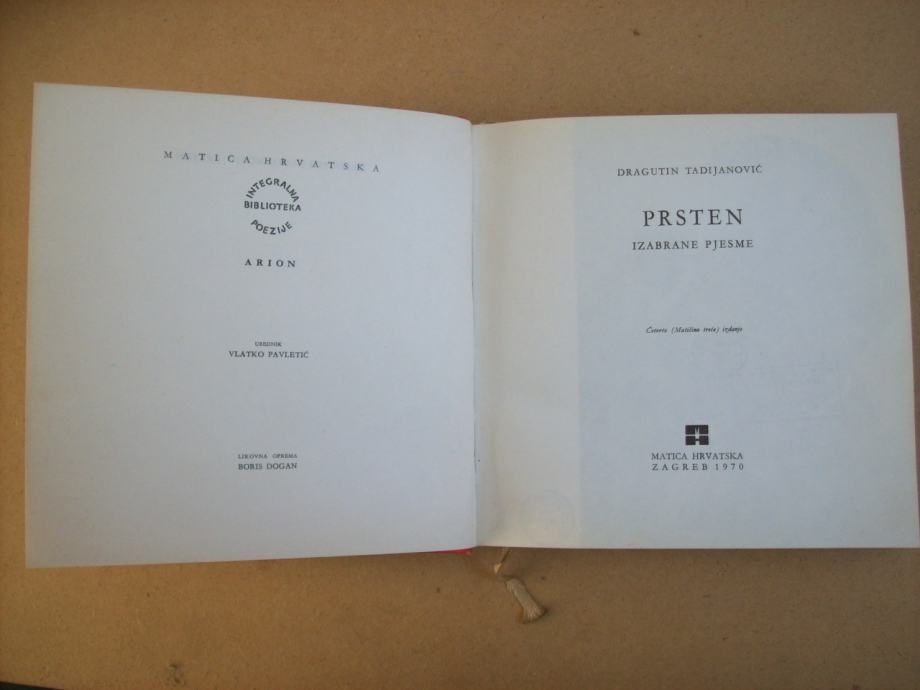 MATICA HRVATSKA
INTEGRALNA
BIBLIOTEKA
POEZIJE
ARION
UREDNIK
VLATKO PAVLETIĆ
LIKOVNA OPREMA
BORIS DOGAN
DRAGUTIN TADIJANOVIĆ
PRSTEN
IZABRANE PJESME
Četvrto (Matičino treće) izdanje
MATICA HRVATSKA
ZAGREB 1970